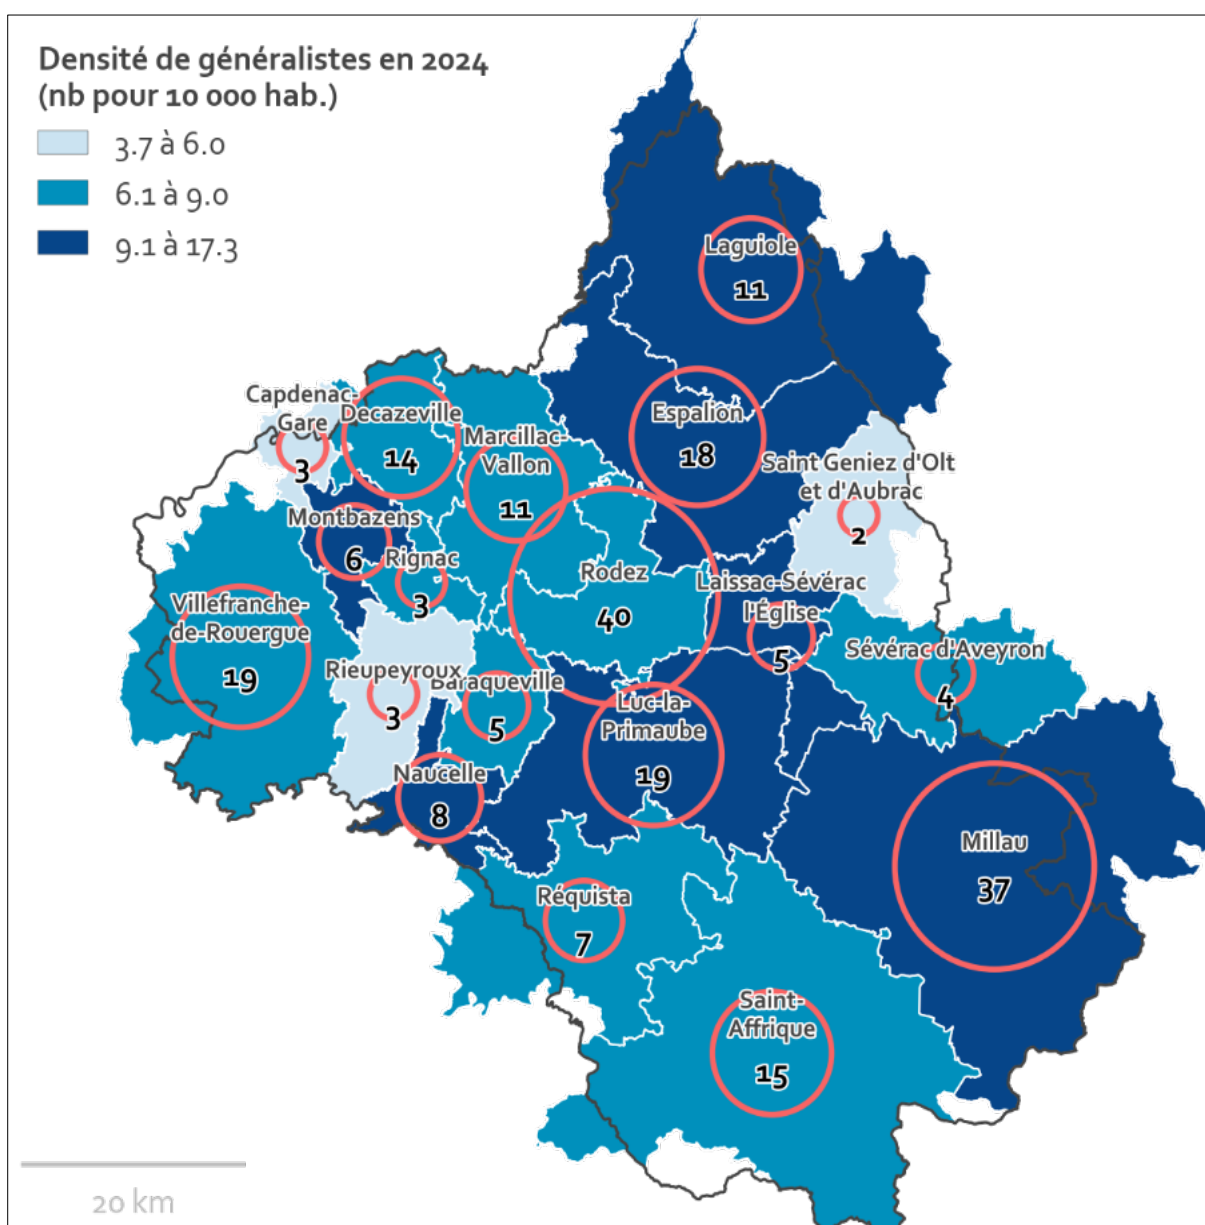 Densité de généralistes en 2024
(nb pour 10 000 hab.)
3.7 à 6.0
6.1 à 9.0
9.1 à 17.3
Laguiole
11
Capdenac-
Gare
3
Decazeville
14
Marcillac-
Vallon
11
Espalion
18
Saint Geniez d'Olt
et d'Aubrac
2
Montbazens
6
Rignac
3
Rodez
40
Laissac-Sévérac
l'Église
5
Villefranche-
de-Rouergue
19
Rieupeyroux
3
Baraqueville
5
Sévérac d'Aveyron
4
Luc-la-
Primaube
19
Naucelle
8
Millau
37
Réquista
7
Saint-
Affrique
15
20 km